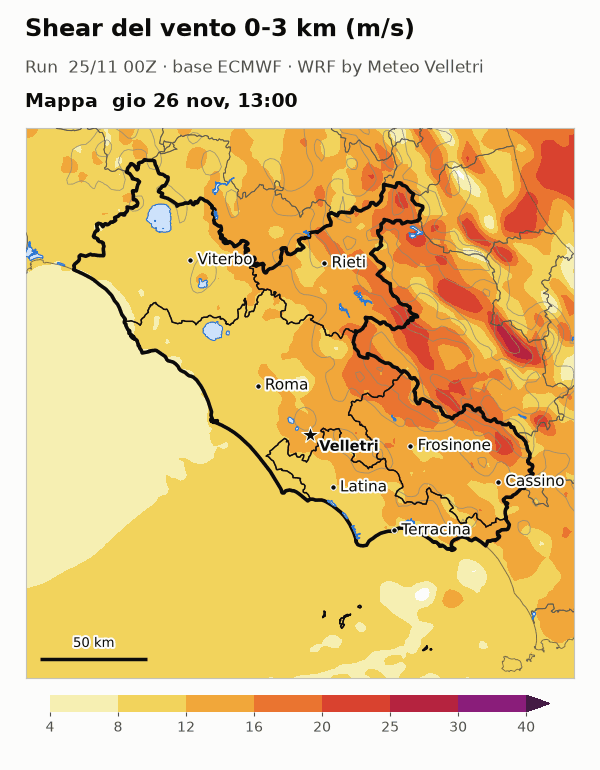 Shear del vento 0-3 km (m/s)
Run  25/11 00Z · base ECMWF · WRF by Meteo Velletri
Mappa  gio 26 nov, 13:00
Viterbo
Rieti
Roma
Velletri
Frosinone
Cassino
Latina
Terracina
50 km
4 8 12 16 20 25 30 40